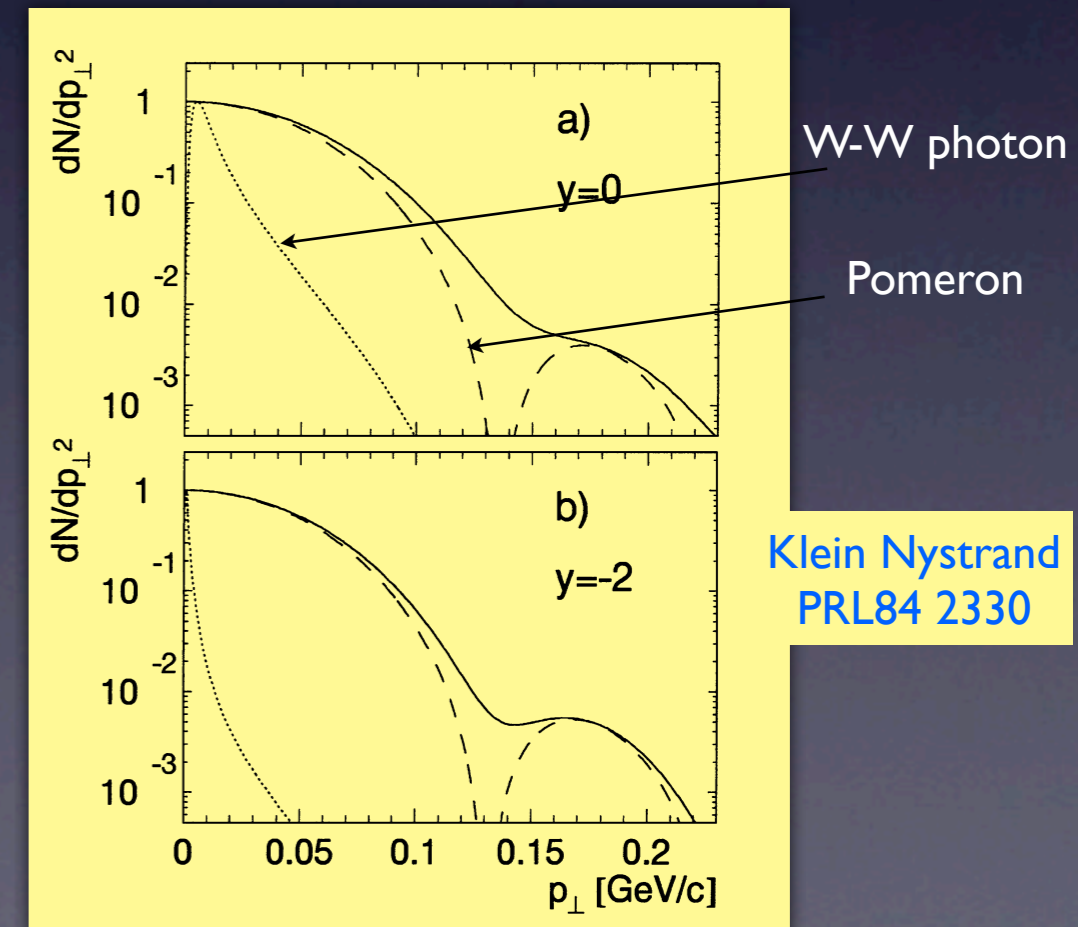 dN/dp⊥²
1
10⁻¹
10⁻²
10⁻³
a)
y=0
W-W photon
Pomeron
dN/dp⊥²
1
10⁻¹
10⁻²
10⁻³
b)
y=-2
Klein Nystrand
PRL84 2330
0 0.05 0.1 0.15 0.2
p⊥ [GeV/c]